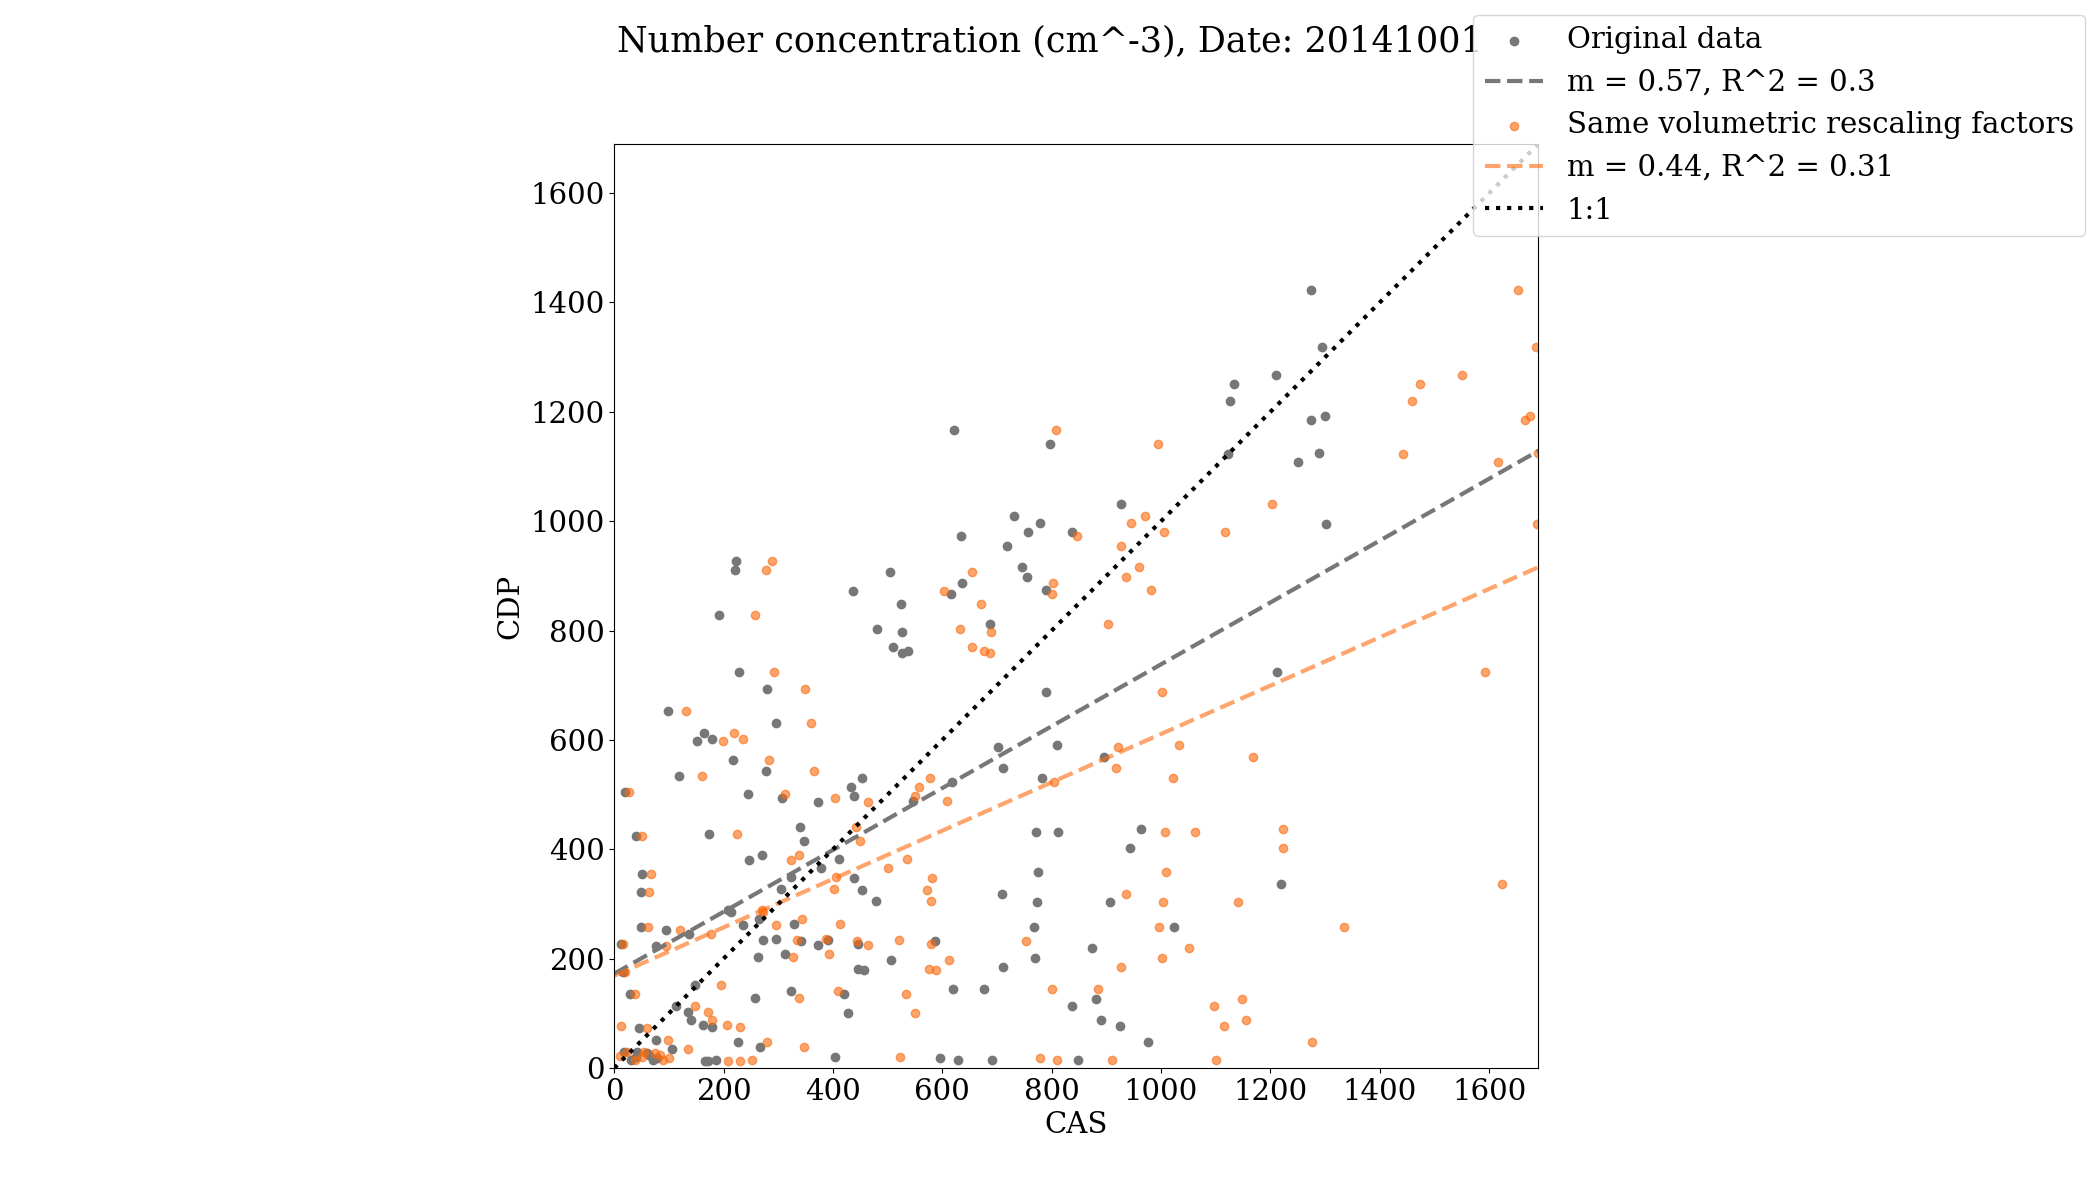 Number concentration (cm^-3), Date: 20141001
Original data
m = 0.57, R^2 = 0.3
Same volumetric rescaling factors
m = 0.44, R^2 = 0.31
1:1
1600
1400
1200
1000
800
600
400
200
0
CDP
0 200 400 600 800 1000 1200 1400 1600
CAS